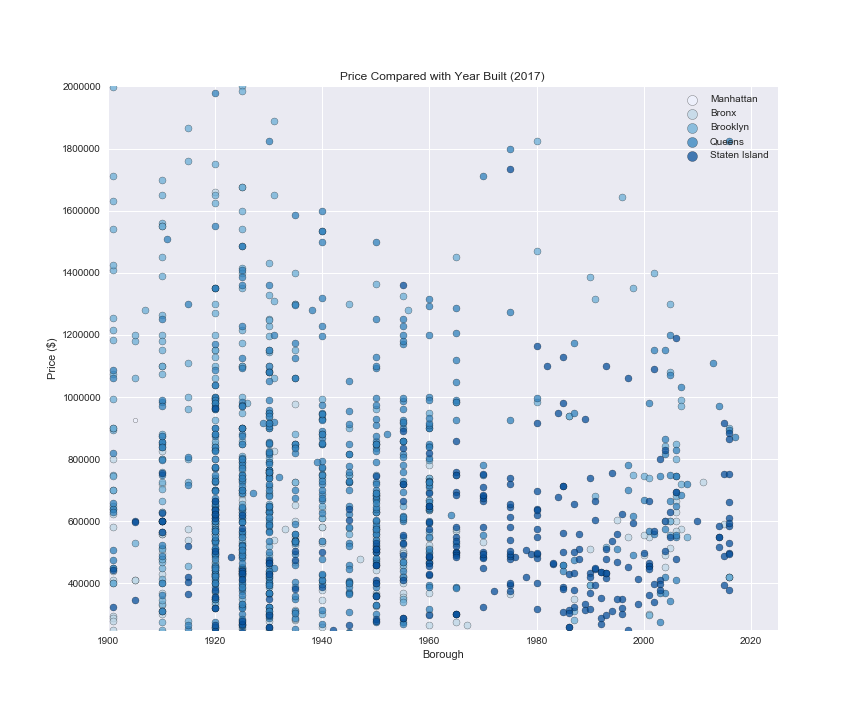 Price Compared with Year Built (2017)
2000000
1800000
1600000
1400000
1200000
1000000
800000
600000
400000
Price ($)
Manhattan
Bronx
Brooklyn
Queens
Staten Island
1900 1920 1940 1960 1980 2000 2020
Borough